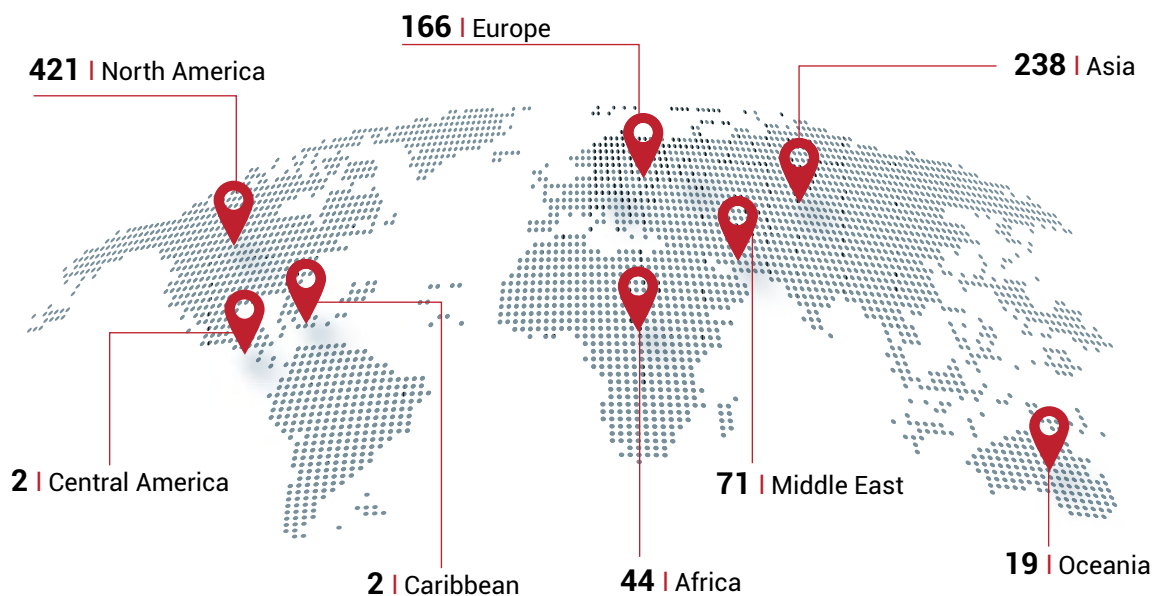 166 | Europe
421 | North America
238 | Asia
2 | Central America
71 | Middle East
2 | Caribbean
44 | Africa
19 | Oceania